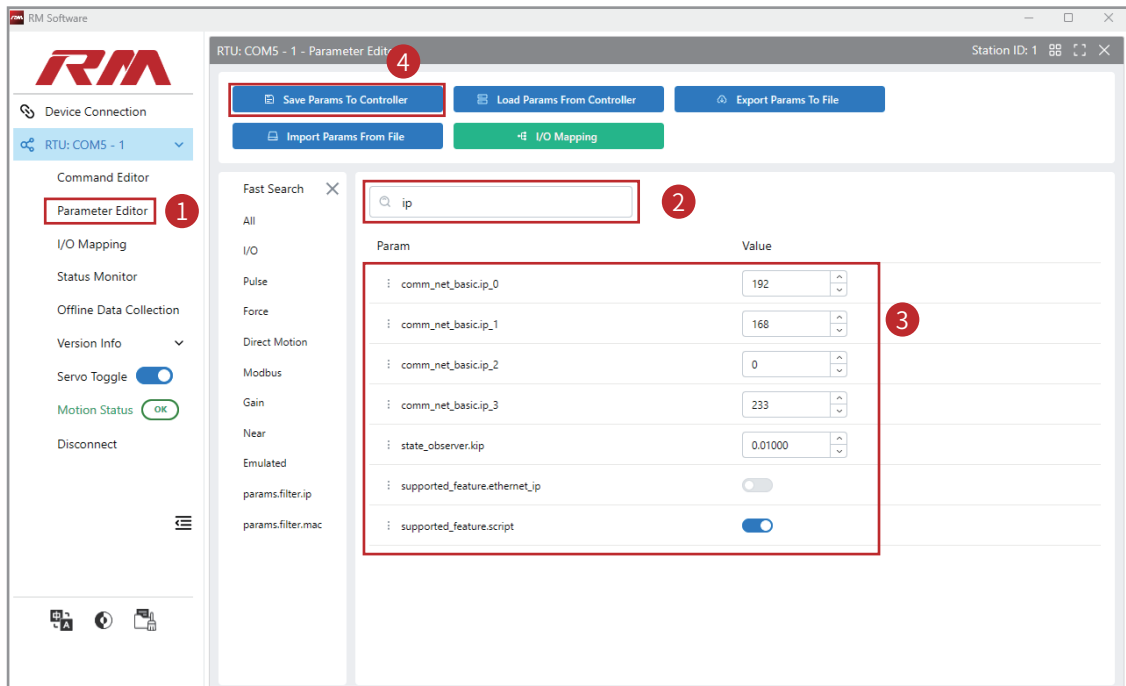 RM RM Software
RTU: COM5 - 1 - Parameter Edit
Station ID: 1
RM
4
Save Params To Controller
Load Params From Controller
Export Params To File
Import Params From File
I/O Mapping
Device Connection
RTU: COM5 - 1
Command Editor
Parameter Editor
1
I/O Mapping
Status Monitor
Offline Data Collection
Version Info
Servo Toggle
Motion Status OK
Disconnect
中 A
Fast Search
All
I/O
Pulse
Force
Direct Motion
Modbus
Gain
Near
Emulated
params.filter.ip
params.filter.mac
ip
2
Param Value
comm_net_basic.ip_0 192
comm_net_basic.ip_1 168
3
comm_net_basic.ip_2 0
comm_net_basic.ip_3 233
state_observer.kip 0.01000
supported_feature.ethernet_ip
supported_feature.script